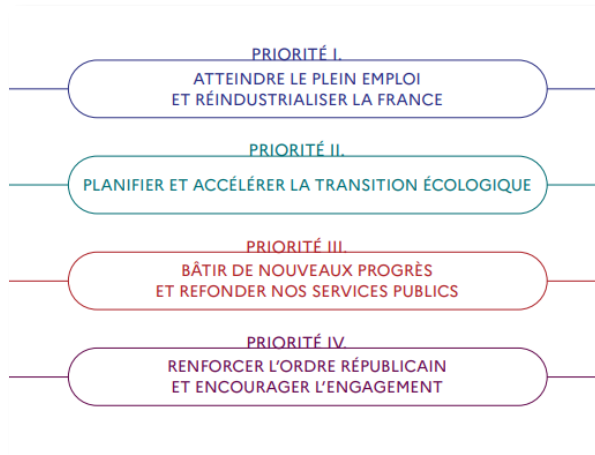 PRIORITÉ I.
ATTEINDRE LE PLEIN EMPLOI
ET RÉINDUSTRIALISER LA FRANCE
PRIORITÉ II.
PLANIFIER ET ACCÉLÉRER LA TRANSITION ÉCOLOGIQUE
PRIORITÉ III.
BÂTIR DE NOUVEAUX PROGRÈS
ET REFONDER NOS SERVICES PUBLICS
PRIORITÉ IV.
RENFORCER L’ORDRE RÉPUBLICAIN
ET ENCOURAGER L’ENGAGEMENT